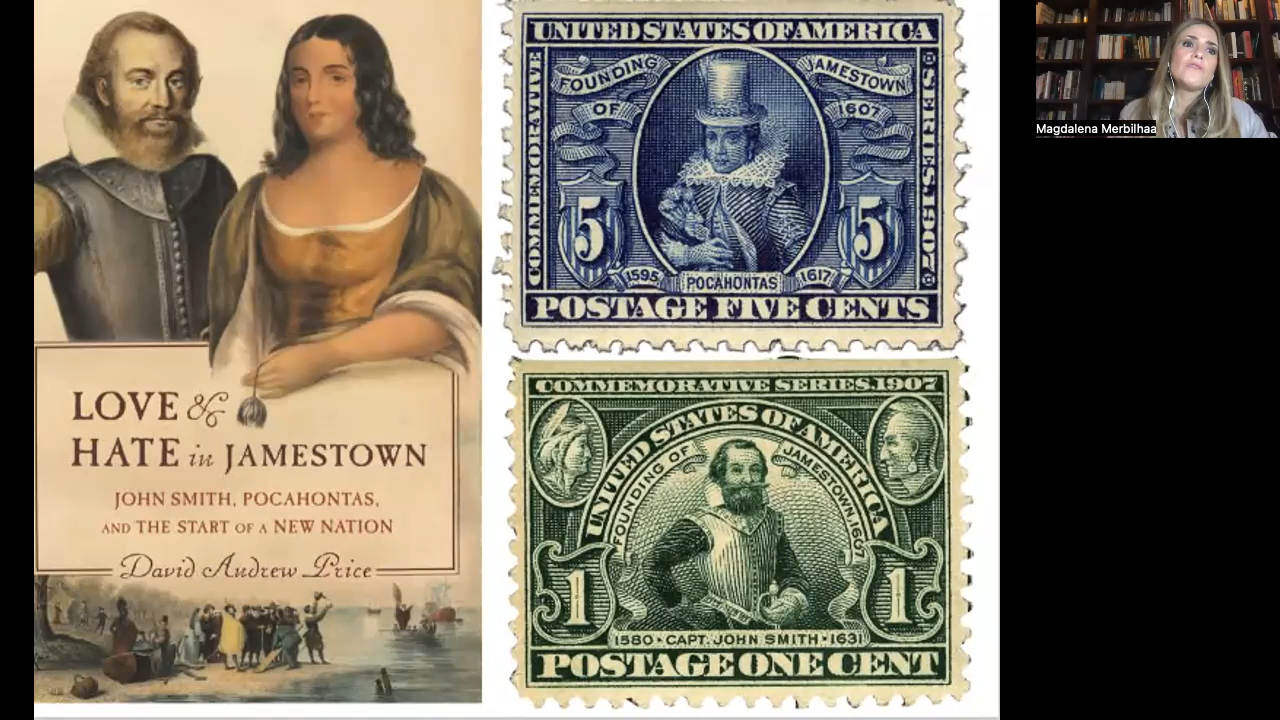 LOVE &
HATE in JAMESTOWN
JOHN SMITH, POCAHONTAS,
AND THE START OF A NEW NATION
David Andrew Price
UNITED STATES OF AMERICA
COMMEMORATIVE
SERIES.1907
FOUNDING
OF
JAMESTOWN
1607
5
5
1595
POCAHONTAS
1617
POSTAGE FIVE CENTS
COMMEMORATIVE SERIES.1907
UNITED STATES OF AMERICA
FOUNDING OF
JAMESTOWN.1607
1
1
1580 • CAPT. JOHN SMITH • 1631
POSTAGE ONE CENT
Magdalena Merbilhaa